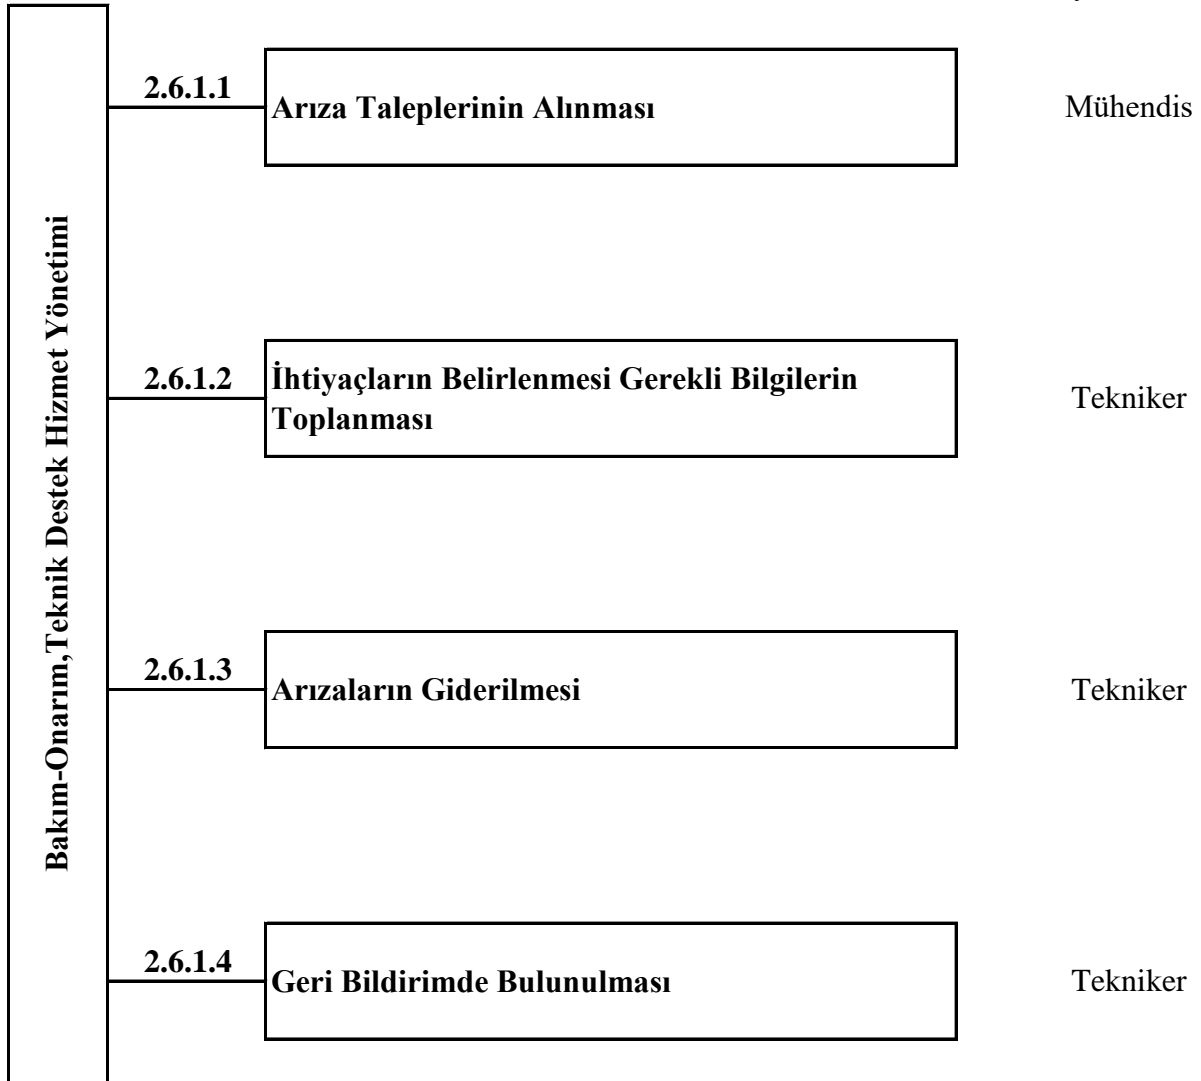 2.6.1.1
Arıza Taleplerinin Alınması
Mühendis
Bakım-Onarım,Teknik Destek Hizmet Yönetimi
2.6.1.2
İhtiyaçların Belirlenmesi Gerekli Bilgilerin
Toplanması
Tekniker
2.6.1.3
Arızaların Giderilmesi
Tekniker
2.6.1.4
Geri Bildirimde Bulunulması
Tekniker